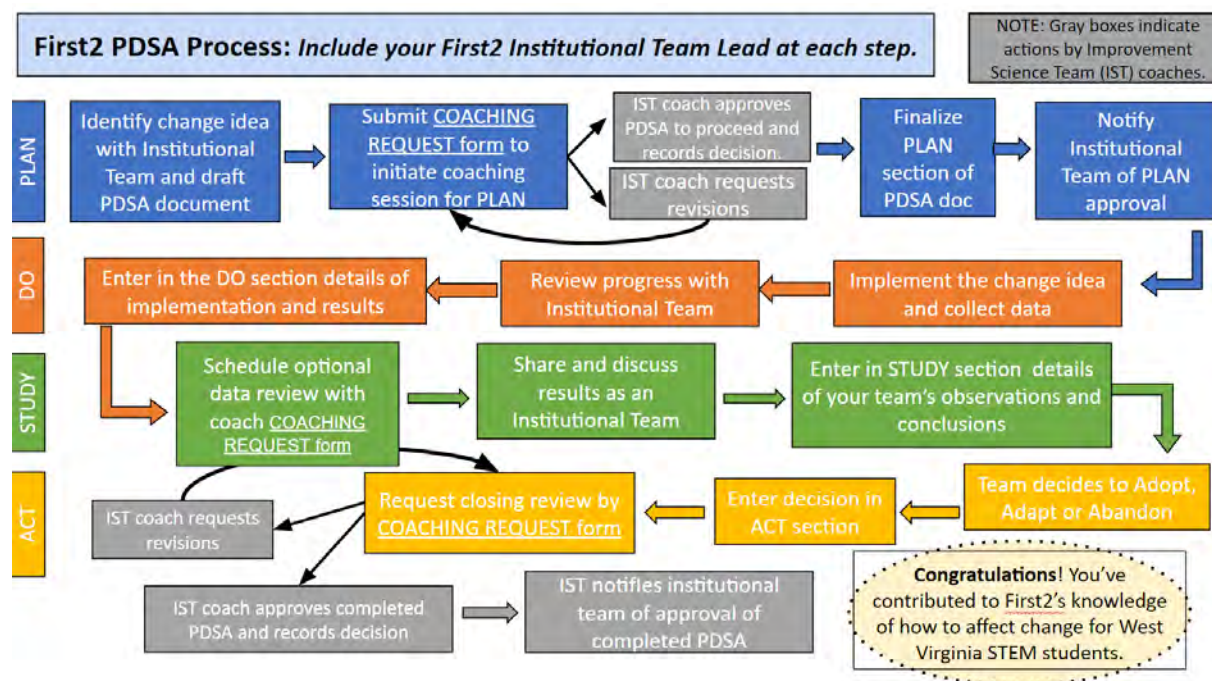 First2 PDSA Process: Include your First2 Institutional Team Lead at each step.
NOTE: Gray boxes indicate
actions by Improvement
Science Team (IST) coaches.
PLAN
Identify change idea
with Institutional
Team and draft
PDSA document
Submit COACHING
REQUEST form to
initiate coaching
session for PLAN
IST coach approves
PDSA to proceed and
records decision.
IST coach requests
revisions
Finalize
PLAN
section of
PDSA doc
Notify
Institutional
Team of PLAN
approval
DO
Enter in the DO section details of
implementation and results
Review progress with
Institutional Team
Implement the change idea
and collect data
STUDY
Schedule optional
data review with
coach COACHING
REQUEST form
Share and discuss
results as an
Institutional Team
Enter in STUDY section details
of your team's observations and
conclusions
ACT
IST coach requests
revisions
Request closing review by
COACHING REQUEST form
Enter decision in
ACT section
Team decides to Adopt,
Adapt or Abandon
IST coach approves completed
PDSA and records decision
IST notifles institutional
team of approval of
completed PDSA
Congratulations! You've
contributed to First2's knowledge
of how to affect change for West
Virginia STEM students.